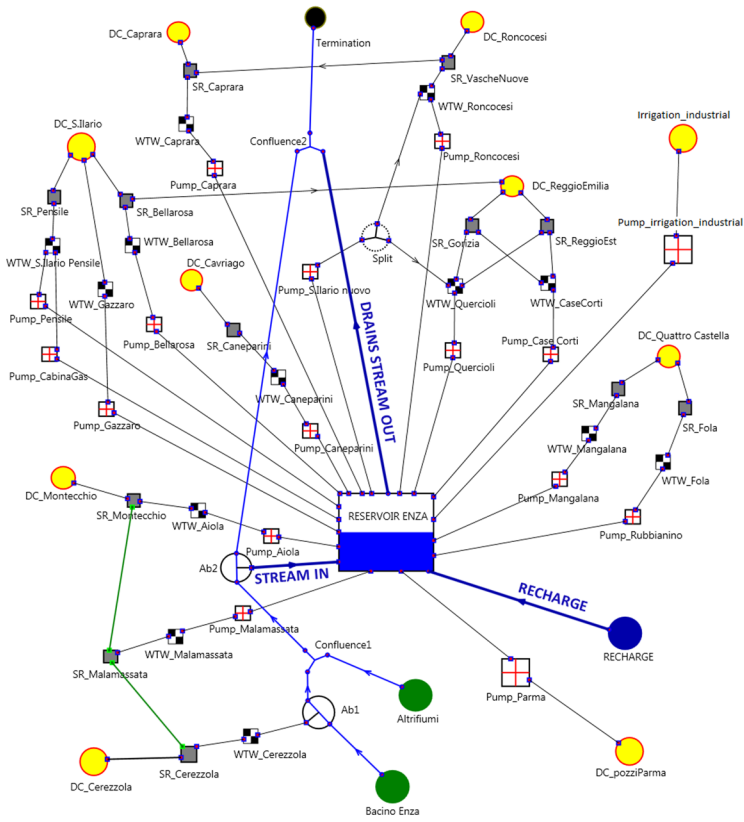 DC_Caprara
Termination
DC_Roncocesi
SR_Caprara
SR_VascheNuove
DC_S.Ilario
WTW_Caprara
WTW_Roncocesi
Irrigation_industrial
Confluence2
Pump_Caprara
Pump_Roncocesi
DC_ReggioEmilia
SR_Pensile
SR_Bellarosa
Pump_irrigation_industrial
WTW_S.Ilario Pensile
WTW_Bellarosa
Split
SR_Gorizia
SR_ReggioEst
DC_Cavriago
Pump_S.Ilario nuovo
WTW_Gazzaro
WTW_Quercioli
WTW_CaseCorti
Pump_Pensile
Pump_Bellarosa
SR_Caneparini
DRAINS STREAM OUT
DC_Quattro Castella
Pump_CabinaGas
Pump_Quercioli
Pump_Case Corti
WTW_Caneparini
SR_Mangalana
SR_Fola
Pump_Gazzaro
Pump_Caneparini
WTW_Mangalana
WTW_Fola
DC_Montecchio
SR_Montecchio
Pump_Mangalana
WTW_Aiola
RESERVOIR ENZA
Pump_Rubbianino
Pump_Aiola
Ab2
STREAM IN
RECHARGE
Pump_Malamassata
WTW_Malamassata
Confluence1
RECHARGE
SR_Malamassata
Pump_Parma
Ab1
Altrifiumi
WTW_Cerezzola
SR_Cerezzola
DC_Cerezzola
DC_pozziParma
Bacino Enza